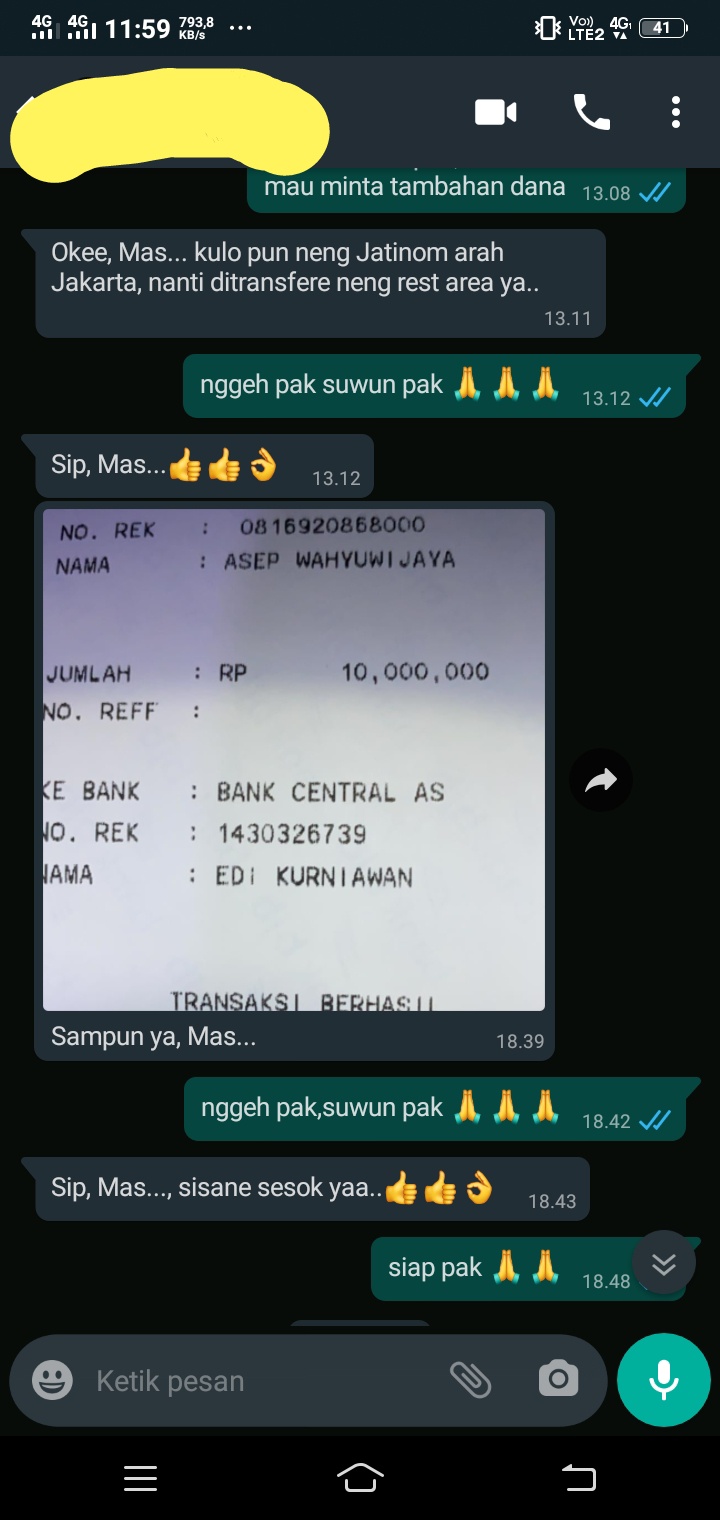 4G 4G 11:59 793,8 KB/s ...
Vo)) LTE2 4G 41
mau minta tambahan dana 13.08
Okee, Mas... kulo pun neng Jatinom arah
Jakarta, nanti ditransfere neng rest area ya..
13.11
nggeh pak suwun pak 🙏 🙏 🙏 13.12
Sip, Mas...👍👍👌 13.12
NO. REK : 0816920868000
NAMA : ASEP WAHYUWIJAYA
JUMLAH : RP 10,000,000
NO. REFF :
KE BANK : BANK CENTRAL AS
NO. REK : 1430326739
NAMA : EDI KURNIAWAN
TRANSAKSI BERHASIL
Sampun ya, Mas... 18.39
nggeh pak,suwun pak 🙏 🙏 🙏 18.42
Sip, Mas..., sisane sesok yaa..👍👍👌 18.43
siap pak 🙏 🙏 18.48
Ketik pesan